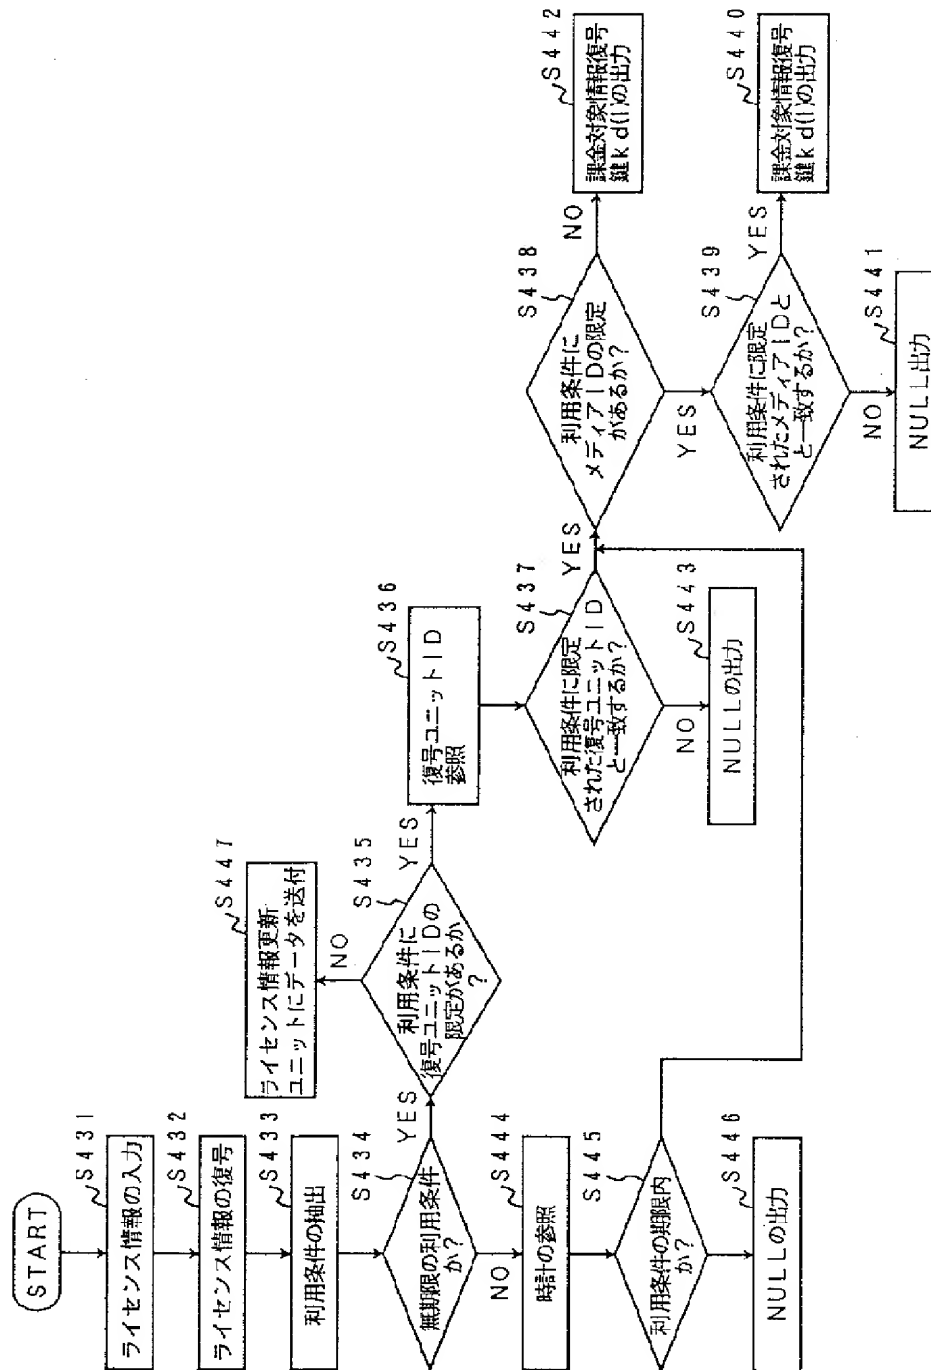 START
S431
ライセンス情報の入力
S432
ライセンス情報の復号
S433
利用条件の抽出
S434
無期限の利用条件
か?
YES
NO
S444
時計の参照
S445
利用条件の期限内
か?
S446
NULLの出力
S435
利用条件に
復号ユニットIDの
限定があるか
?
NO
YES
S447
ライセンス情報更新
ユニットにデータを送付
S436
復号ユニットID
参照
S437
利用条件に限定
された復号ユニットID
と一致するか?
YES
NO
S443
NULLの出力
S438
利用条件に
メディアIDの限定
があるか?
NO
YES
S442
課金対象情報復号
鍵kd(I)の出力
S439
利用条件に限定
されたメディアIDと
と一致するか?
YES
NO
S440
課金対象情報復号
鍵kd(I)の出力
S441
NULL出力